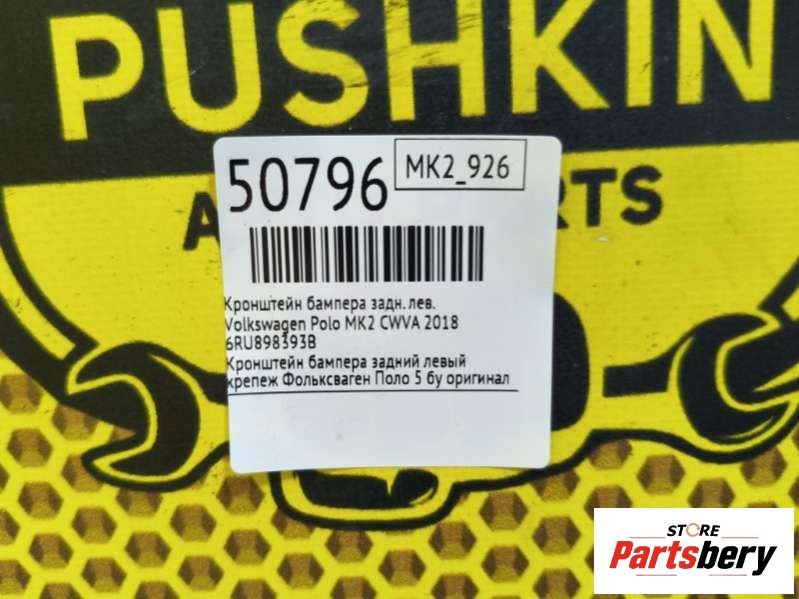 PUSHKIN
50796
MK2_926
Кронштейн бампера задн. лев.
Volkswagen Polo MK2 CWVA 2018
6RU898393B
Кронштейн бампера задний левый
крепеж Фольксваген Поло 5 бу оригинал
STORE
Partsbery